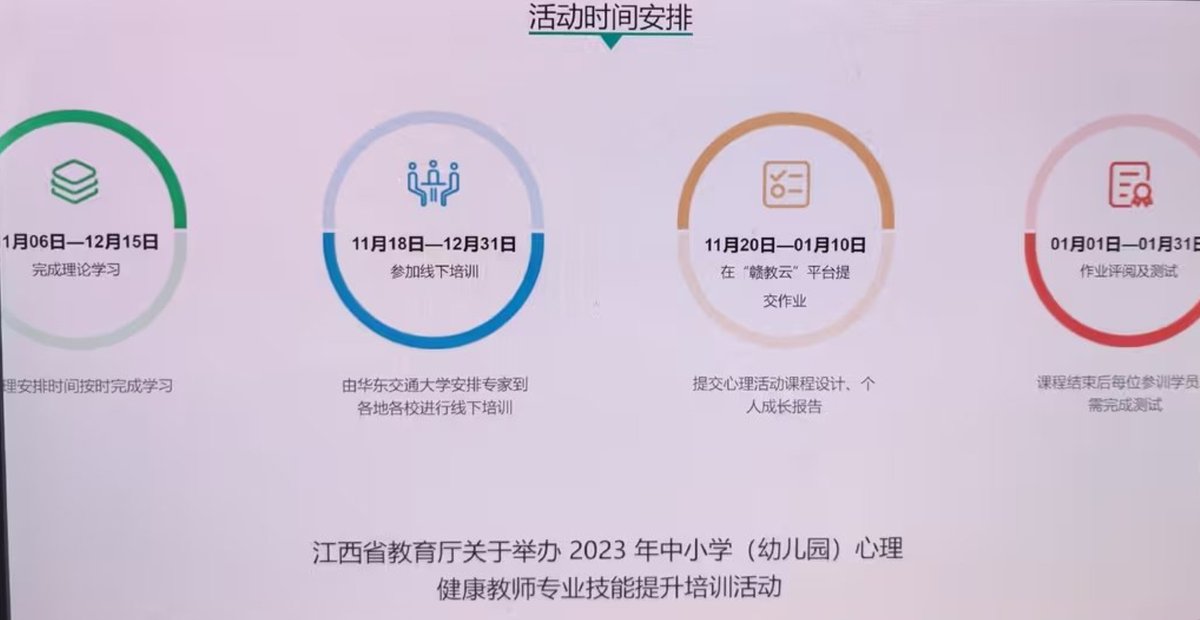 活动时间安排
1月06日—12月15日
完成理论学习
理安排时间按时完成学习
11月18日—12月31日
参加线下培训
由华东交通大学安排专家到
各地各校进行线下培训
11月20日—01月10日
在“赣教云”平台提
交作业
提交心理活动课程设计、个
人成长报告
01月01日—01月31日
作业评阅及测试
课程结束后每位参训学员
需完成测试
江西省教育厅关于举办 2023 年中小学（幼儿园）心理
健康教师专业技能提升培训活动